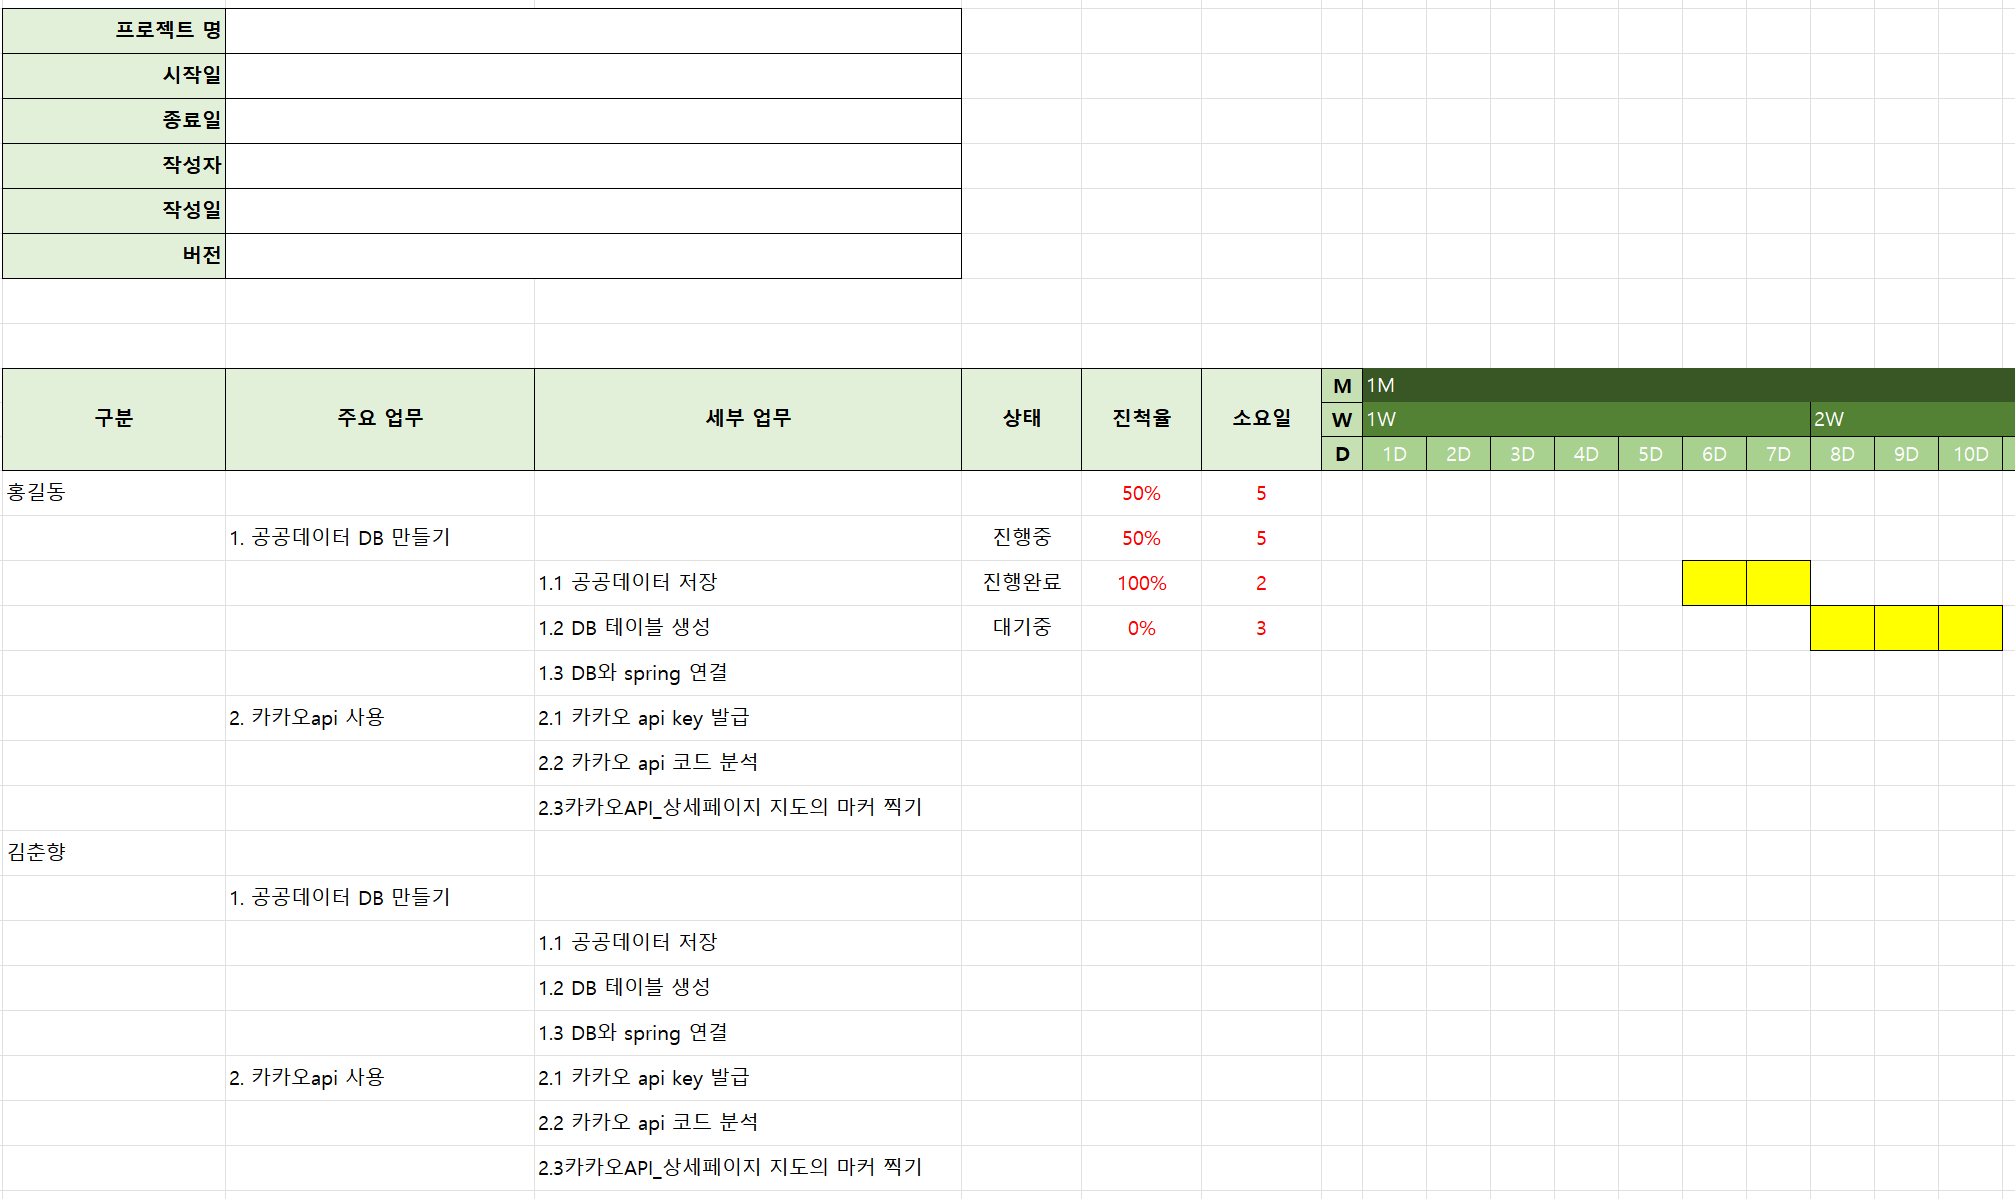 프로젝트 명
시작일
종료일
작성자
작성일
버전
구분 주요 업무 세부 업무 상태 진척율 소요일 M 1M
W 1W 2W
D 1D 2D 3D 4D 5D 6D 7D 8D 9D 10D
홍길동 50% 5
1. 공공데이터 DB 만들기 진행중 50% 5
1.1 공공데이터 저장 진행완료 100% 2
1.2 DB 테이블 생성 대기중 0% 3
1.3 DB와 spring 연결
2. 카카오api 사용 2.1 카카오 api key 발급
2.2 카카오 api 코드 분석
2.3카카오API_상세페이지 지도의 마커 찍기
김춘향
1. 공공데이터 DB 만들기
1.1 공공데이터 저장
1.2 DB 테이블 생성
1.3 DB와 spring 연결
2. 카카오api 사용 2.1 카카오 api key 발급
2.2 카카오 api 코드 분석
2.3카카오API_상세페이지 지도의 마커 찍기